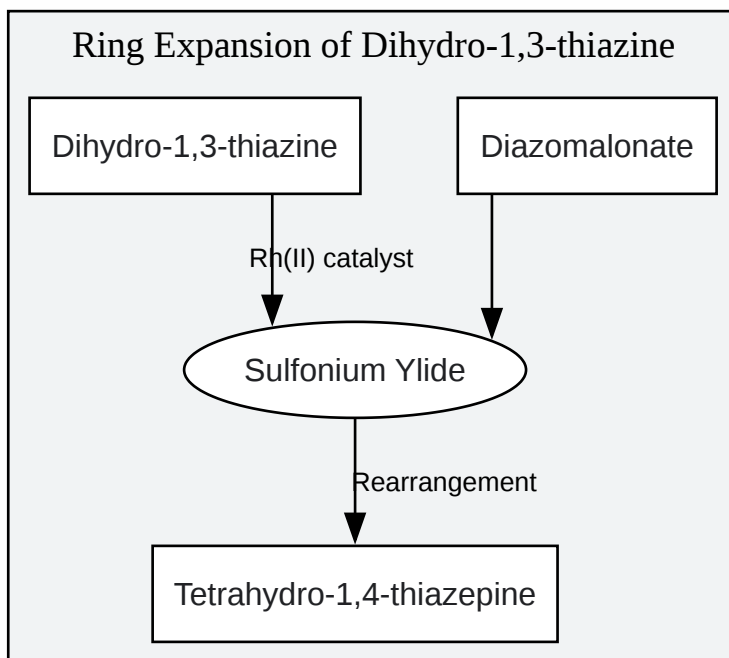 Ring Expansion of Dihydro-1,3-thiazine
Dihydro-1,3-thiazine
Diazomalonate
Rh(II) catalyst
Sulfonium Ylide
Rearrangement
Tetrahydro-1,4-thiazepine